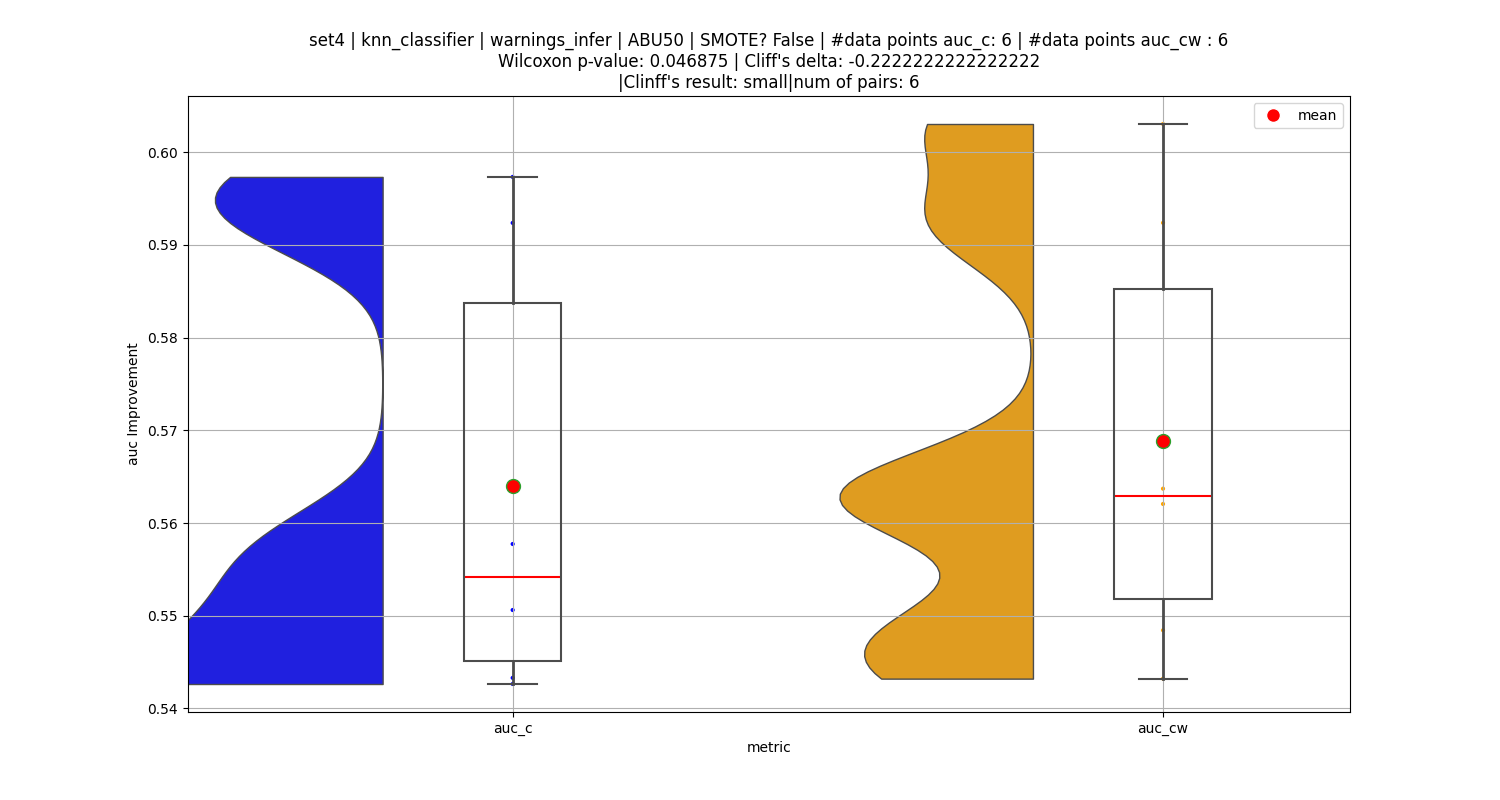 set4 | knn_classifier | warnings_infer | ABU50 | SMOTE? False | #data points auc_c: 6 | #data points auc_cw : 6
Wilcoxon p-value: 0.046875 | Cliff's delta: -0.2222222222222222
|Clinff's result: small|num of pairs: 6
mean
0.60
0.59
0.58
0.57
0.56
0.55
0.54
auc Improvement
auc_c
auc_cw
metric